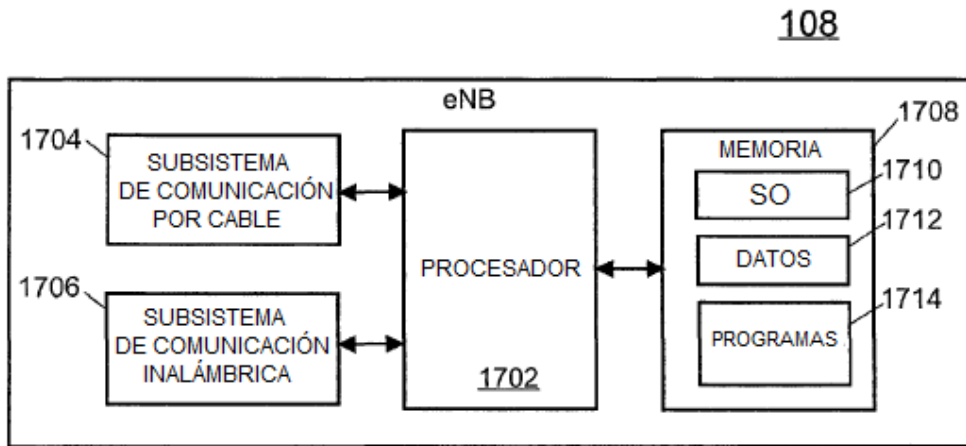 108
eNB
1704
SUBSISTEMA
DE COMUNICACIÓN
POR CABLE
1706
SUBSISTEMA
DE COMUNICACIÓN
INALÁMBRICA
PROCESADOR
1702
1708
MEMORIA
1710
SO
1712
DATOS
1714
PROGRAMAS